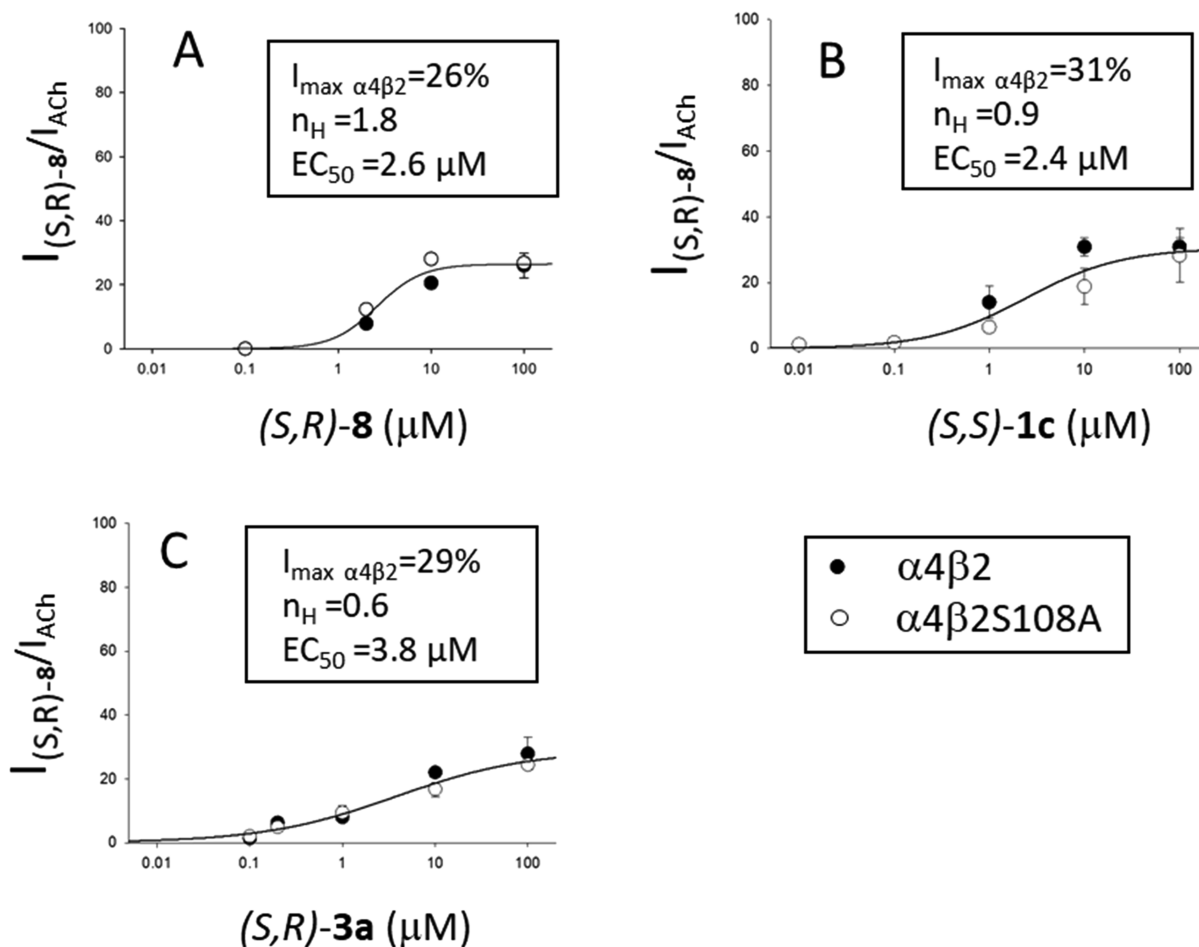 A
I(S,R)-8/IACh
100
80
60
40
20
0
Imax α4β2=26%
nH =1.8
EC50 =2.6 μM
0.01 0.1 1 10 100
(S,R)-8 (μM)
B
I(S,R)-8/IACh
100
80
60
40
20
0
Imax α4β2=31%
nH =0.9
EC50 =2.4 μM
0.01 0.1 1 10 100
(S,S)-1c (μM)
C
I(S,R)-8/IACh
100
80
60
40
20
0
Imax α4β2=29%
nH =0.6
EC50 =3.8 μM
0.01 0.1 1 10 100
(S,R)-3a (μM)
α4β2
α4β2S108A